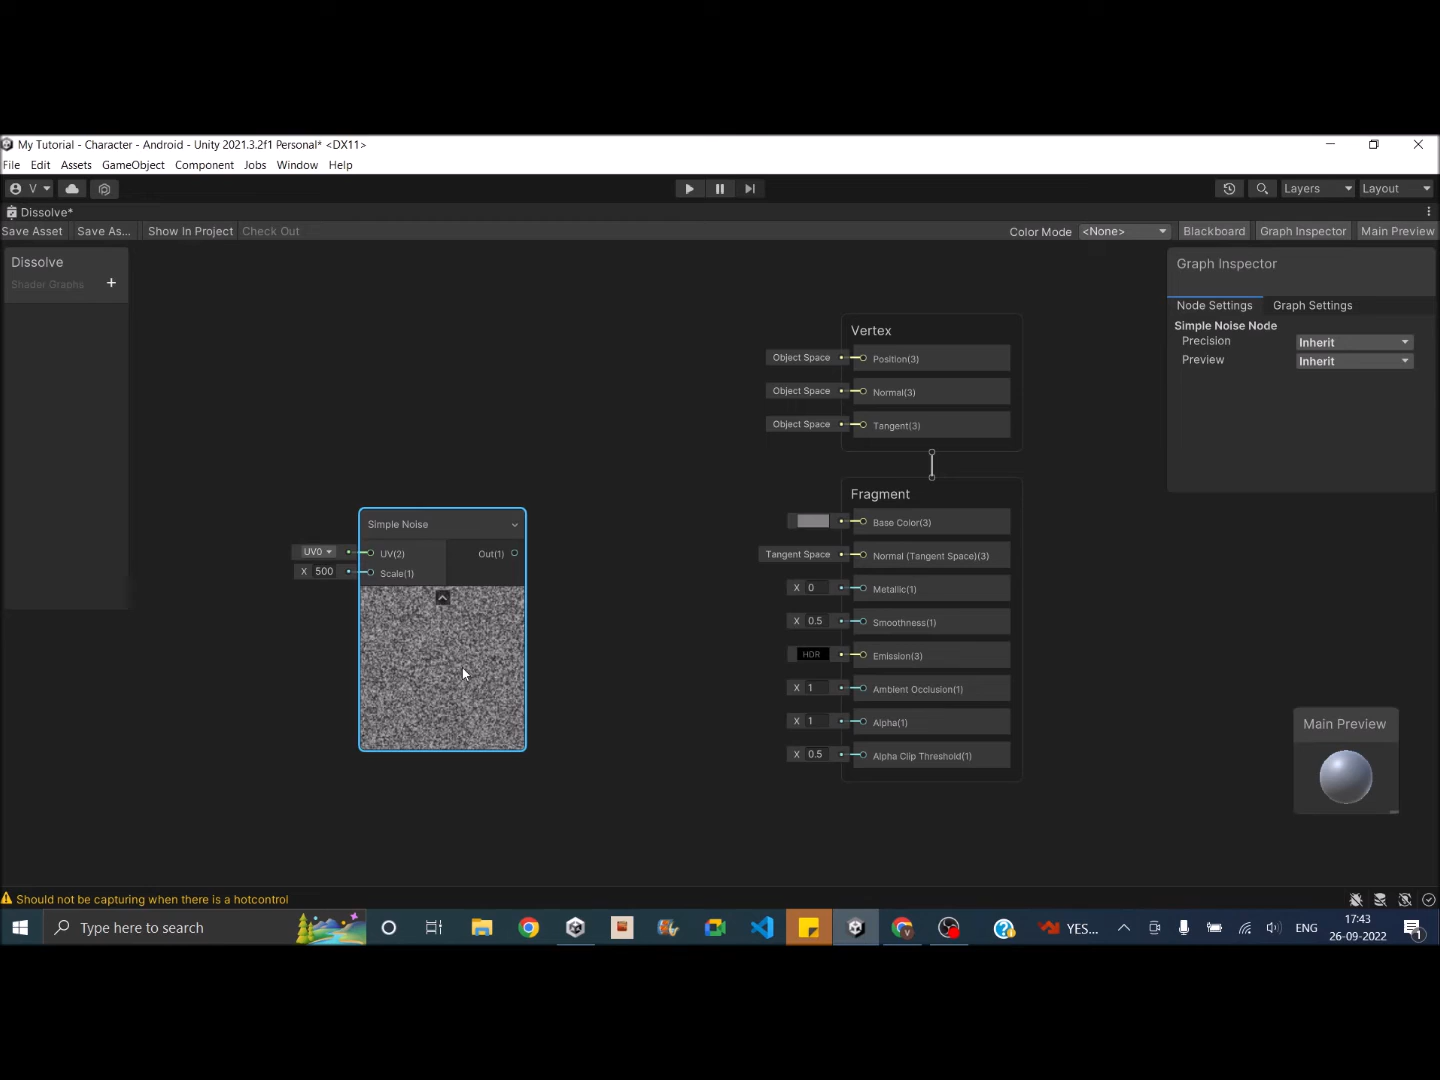 My Tutorial - Character - Android - Unity 2021.3.2f1 Personal* <DX11>
File Edit Assets GameObject Component Jobs Window Help
V Layers Layout
Dissolve*
Save Asset Save As... Show In Project Check Out Color Mode <None> Blackboard Graph Inspector Main Preview
Dissolve
Shader Graphs +
Graph Inspector
Node Settings Graph Settings
Simple Noise Node
Precision Inherit
Preview Inherit
Vertex
Object Space Position(3)
Object Space Normal(3)
Object Space Tangent(3)
Fragment
Base Color(3)
Tangent Space Normal (Tangent Space)(3)
X 0 Metallic(1)
X 0.5 Smoothness(1)
HDR Emission(3)
X 1 Ambient Occlusion(1)
X 1 Alpha(1)
X 0.5 Alpha Clip Threshold(1)
Simple Noise
UV0 UV(2) Out(1)
X 500 Scale(1)
Main Preview
Should not be capturing when there is a hotcontrol
Type here to search
YES...
ENG
17:43
26-09-2022
1